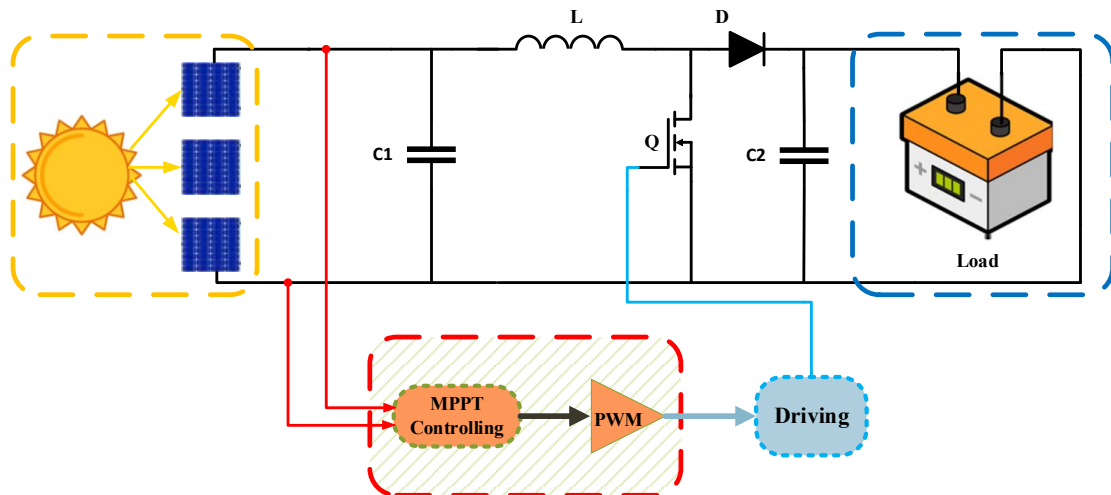 L
D
C1
Q
C2
+
−
Load
MPPT
Controlling
PWM
Driving